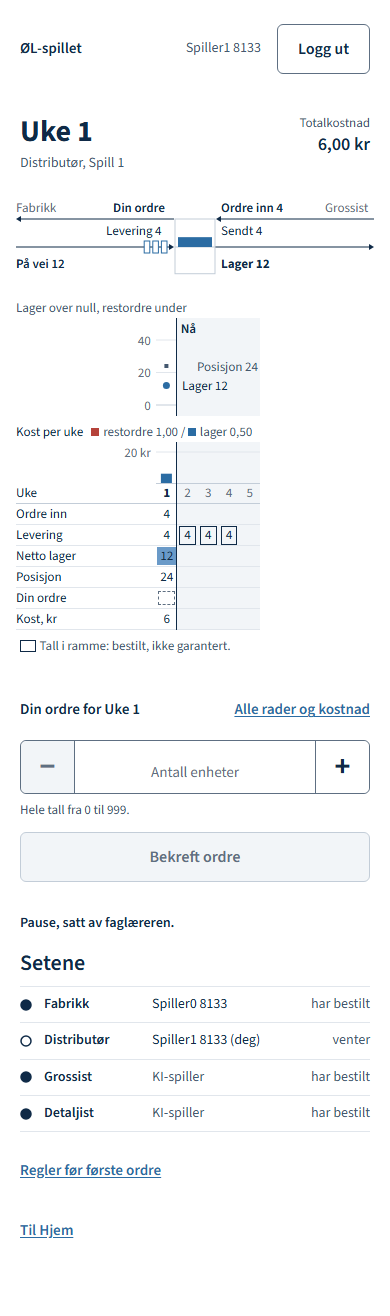 ØL-spillet Spiller1 8133 Logg ut
Uke 1 Totalkostnad
6,00 kr
Distributør, Spill 1
Fabrikk Din ordre Ordre inn 4 Grossist
Levering 4 Sendt 4
På vei 12 Lager 12
Lager over null, restordre under
Nå
40
Posisjon 24
20
Lager 12
0
Kost per uke restordre 1,00 / lager 0,50
20 kr
Uke 1 2 3 4 5
Ordre inn 4
Levering 4 4 4 4
Netto lager 12
Posisjon 24
Din ordre
Kost, kr 6
Tall i ramme: bestilt, ikke garantert.
Din ordre for Uke 1 Alle rader og kostnad
− Antall enheter +
Hele tall fra 0 til 999.
Bekreft ordre
Pause, satt av faglæreren.
Setene
Fabrikk Spiller0 8133 har bestilt
Distributør Spiller1 8133 (deg) venter
Grossist KI-spiller har bestilt
Detaljist KI-spiller har bestilt
Regler før første ordre
Til Hjem